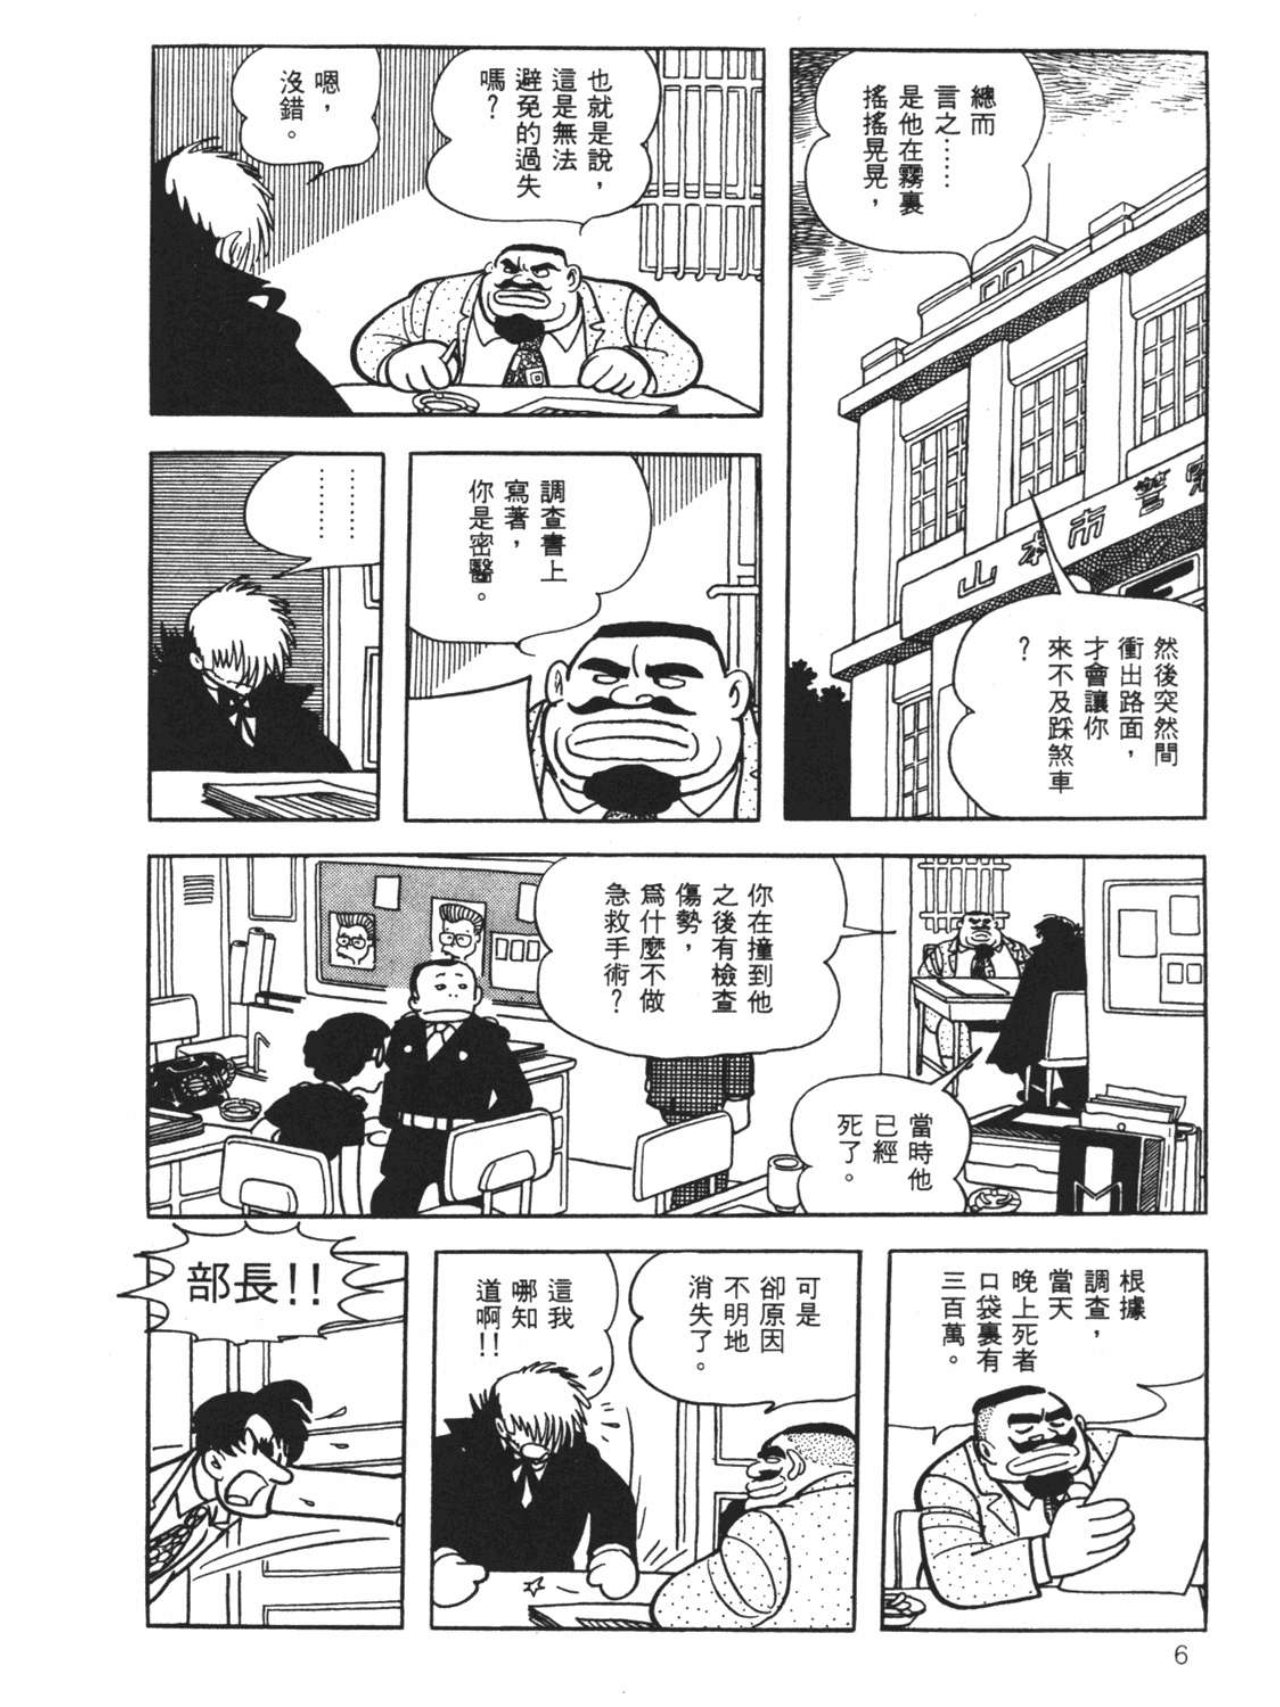 總而
言之……
是他在霧裏
搖搖晃晃，
山本市警察
然後突然間
衝出路面，
才會讓你
來不及踩煞車
？
也就是說，
這是無法
避免的過失
嗎？
嗯，
沒錯。
調查書上
寫著，
你是密醫。
………
………
你在撞到他
之後有檢查
傷勢，
爲什麼不做
急救手術？
當時他
已經
死了。
根據
調查，
當天
晚上死者
口袋裏有
三百萬。
可是
卻原因
不明地
消失了。
這我
哪知
道啊!!
部長!!
6